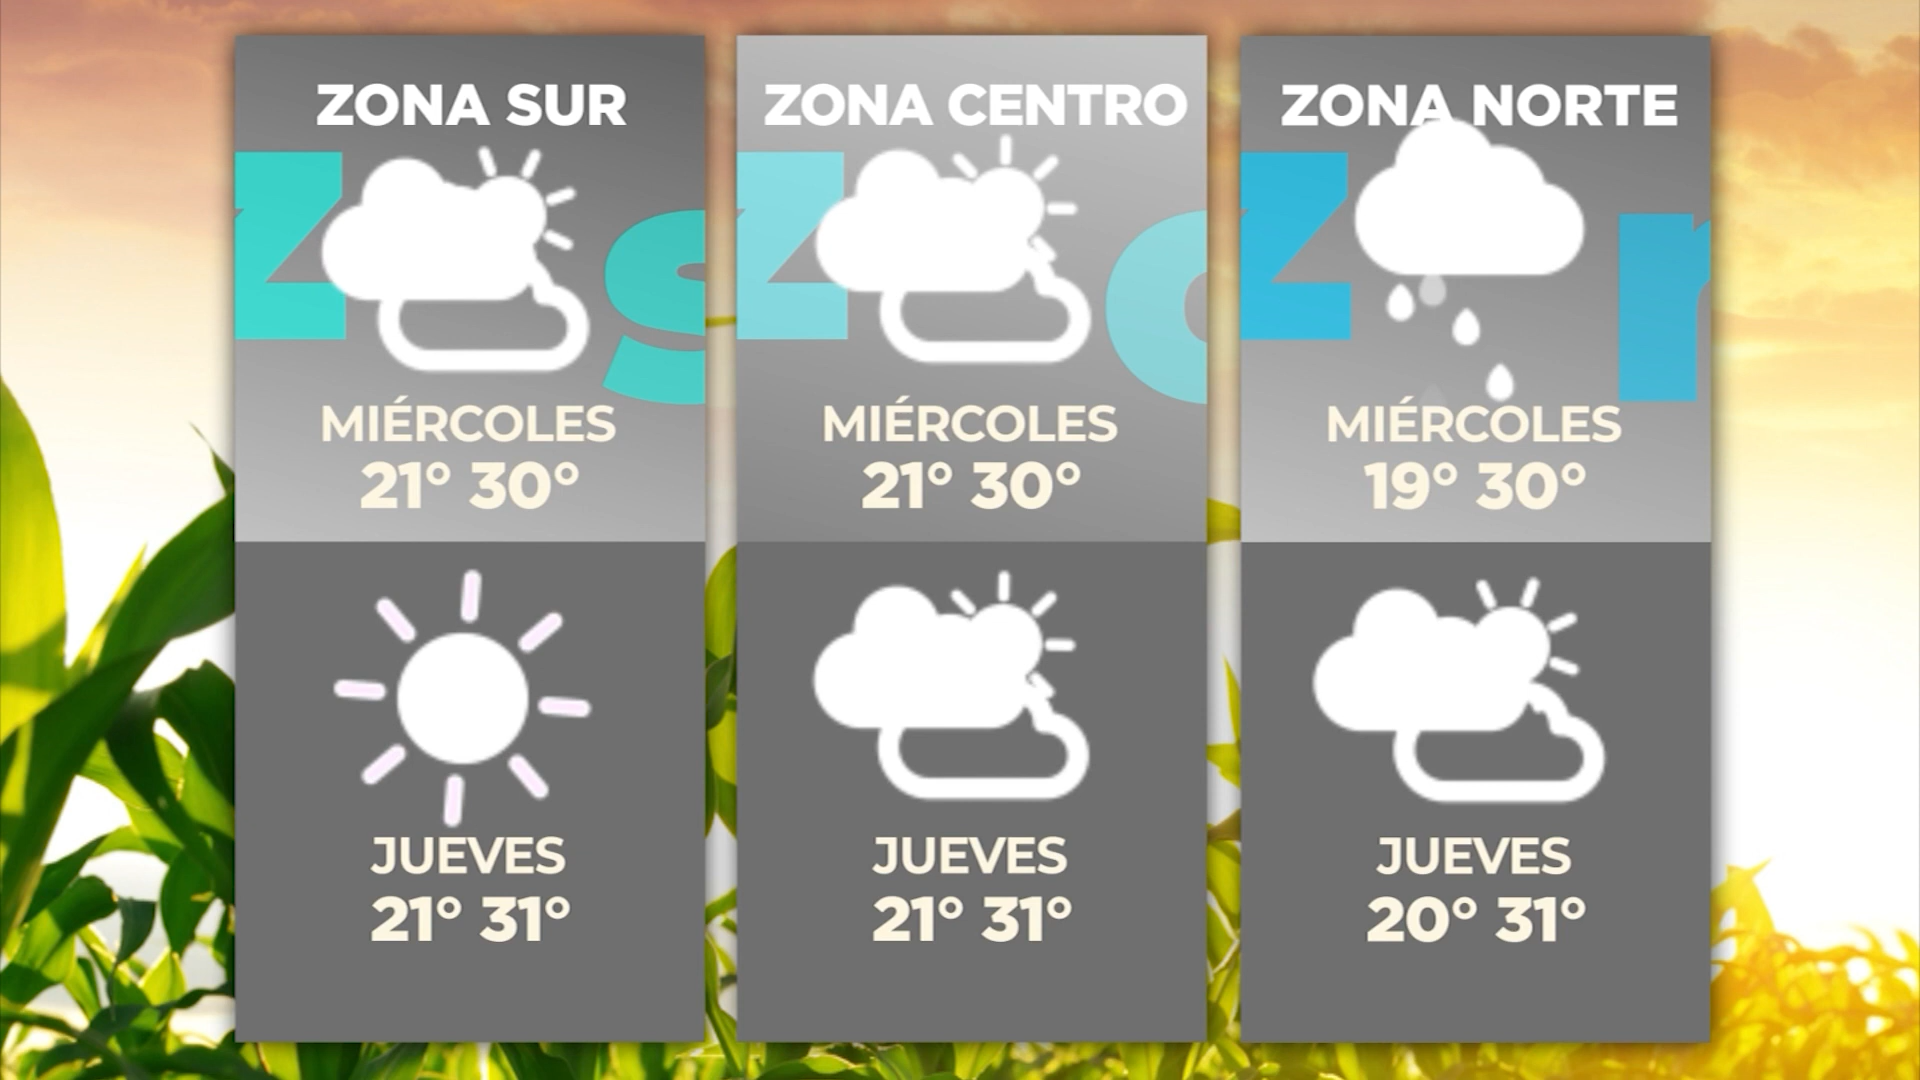 ZONA SUR
z s
MIÉRCOLES
21° 30°
JUEVES
21° 31°
ZONA CENTRO
z c
MIÉRCOLES
21° 30°
JUEVES
21° 31°
ZONA NORTE
z n
MIÉRCOLES
19° 30°
JUEVES
20° 31°